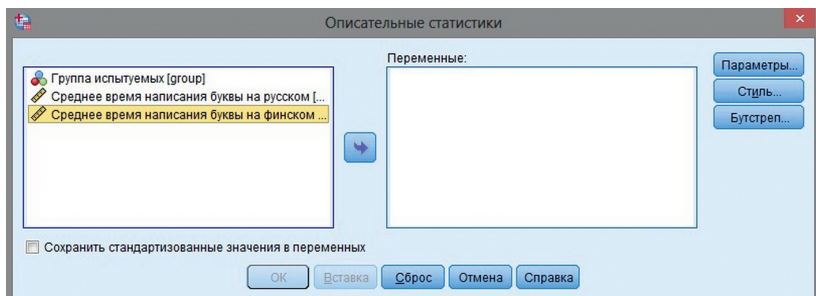 Описательные статистики
Переменные:
Группа испытуемых [group]
Среднее время написания буквы на русском [...
Среднее время написания буквы на финском ...
Параметры...
Стиль...
Бутстреп...
Сохранить стандартизованные значения в переменных
ОК
Вставка
Сброс
Отмена
Справка